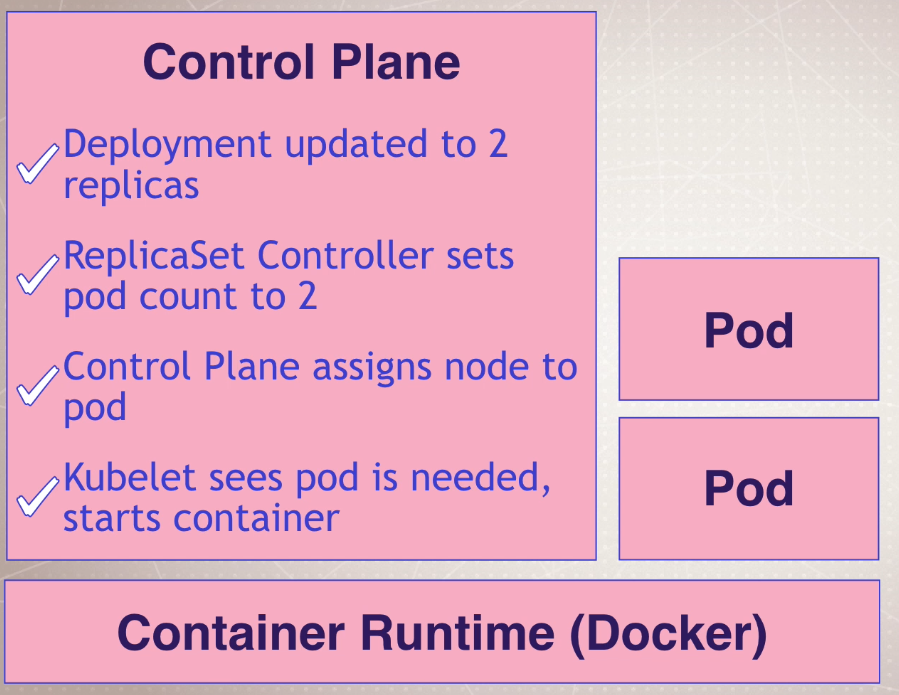 Control Plane
Deployment updated to 2
replicas
ReplicaSet Controller sets
pod count to 2
Control Plane assigns node to
pod
Kubelet sees pod is needed,
starts container
Pod
Pod
Container Runtime (Docker)